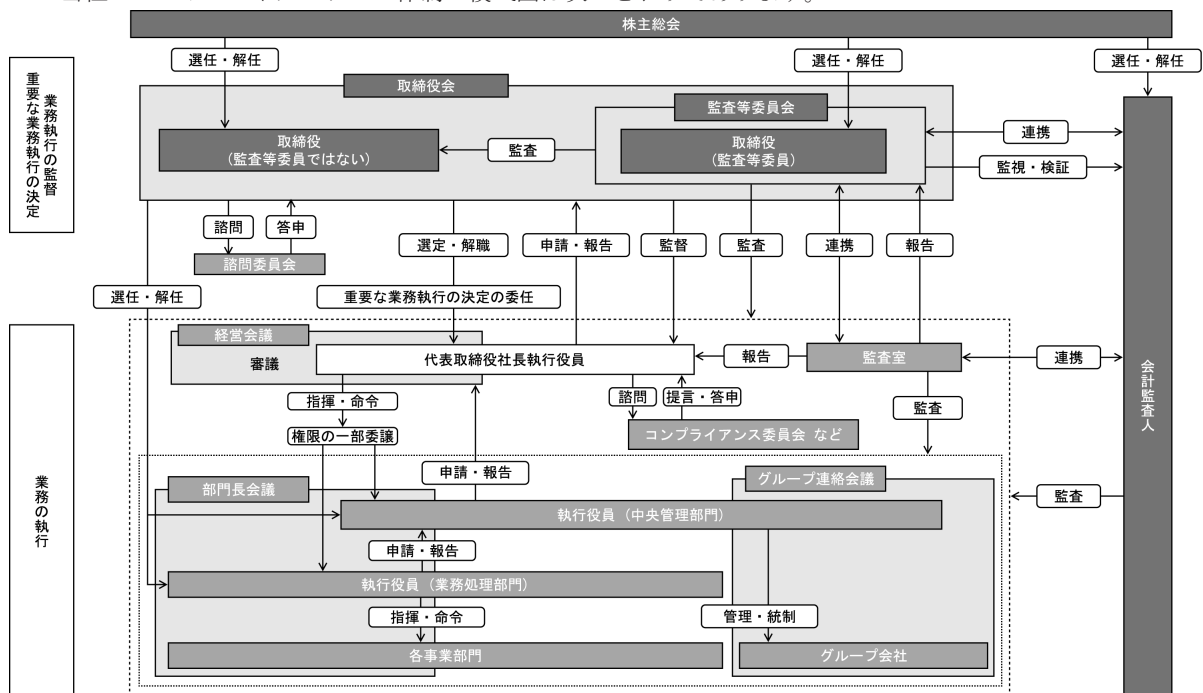 株主総会
選任・解任
選任・解任
選任・解任
業務執行の監督
重要な業務執行の決定
取締役会
監査等委員会
取締役
(監査等委員ではない)
監査
取締役
(監査等委員)
連携
監視・検証
諮問
答申
選定・解職
申請・報告
監督
監査
連携
報告
諮問委員会
選任・解任
重要な業務執行の決定の委任
経営会議
審議
代表取締役社長執行役員
報告
監査室
連携
会計監査人
指揮・命令
諮問
提言・答申
監査
権限の一部委譲
コンプライアンス委員会 など
申請・報告
業務の執行
部門長会議
グループ連絡会議
監査
執行役員(中央管理部門)
申請・報告
執行役員(業務処理部門)
指揮・命令
管理・統制
各事業部門
グループ会社